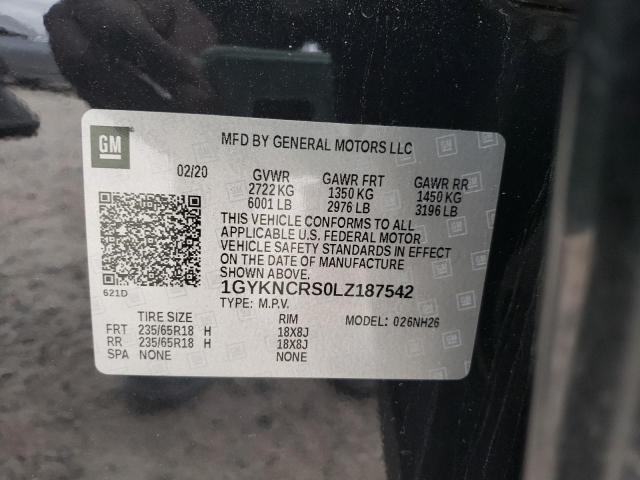 GM
MFD BY GENERAL MOTORS LLC
02/20
GVWR GAWR FRT GAWR RR
2722 KG 1350 KG 1450 KG
6001 LB 2976 LB 3196 LB
THIS VEHICLE CONFORMS TO ALL
APPLICABLE U.S. FEDERAL MOTOR
VEHICLE SAFETY STANDARDS IN EFFECT
ON THE DATE OF MANUFACTURE
SHOWN ABOVE.
621D
1GYKNCRS0LZ187542
TYPE: M.P.V.
TIRE SIZE RIM MODEL: 026NH26
FRT 235/65R18 H 18X8J
RR 235/65R18 H 18X8J
SPA NONE NONE